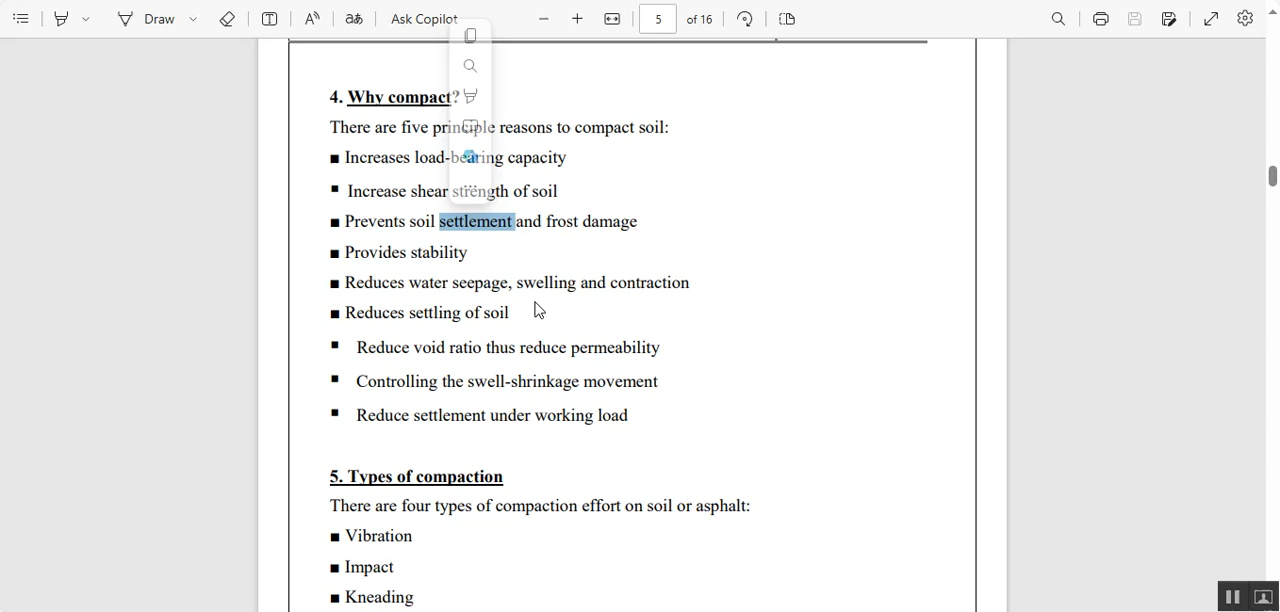 Draw
aあ
Ask Copilot
5 of 16
4. Why compact?
There are five principle reasons to compact soil:
■ Increases load-bearing capacity
▪ Increase shear strength of soil
■ Prevents soil settlement and frost damage
■ Provides stability
■ Reduces water seepage, swelling and contraction
■ Reduces settling of soil
▪ Reduce void ratio thus reduce permeability
▪ Controlling the swell-shrinkage movement
▪ Reduce settlement under working load
5. Types of compaction
There are four types of compaction effort on soil or asphalt:
■ Vibration
■ Impact
■ Kneading